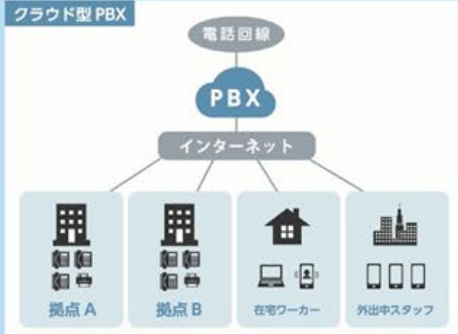 クラウド型 PBX
電話回線
PBX
インターネット
拠点 A
拠点 B
在宅ワーカー
外出中スタッフ